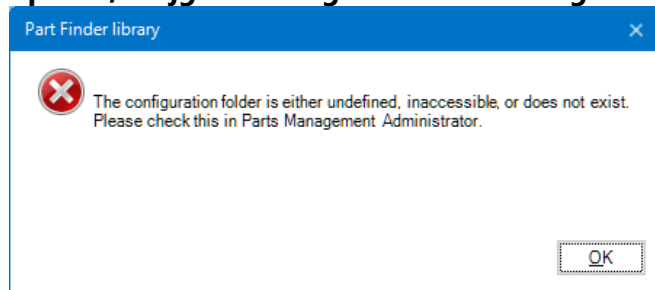 Part Finder library
The configuration folder is either undefined, inaccessible, or does not exist.
Please check this in Parts Management Administrator.
OK